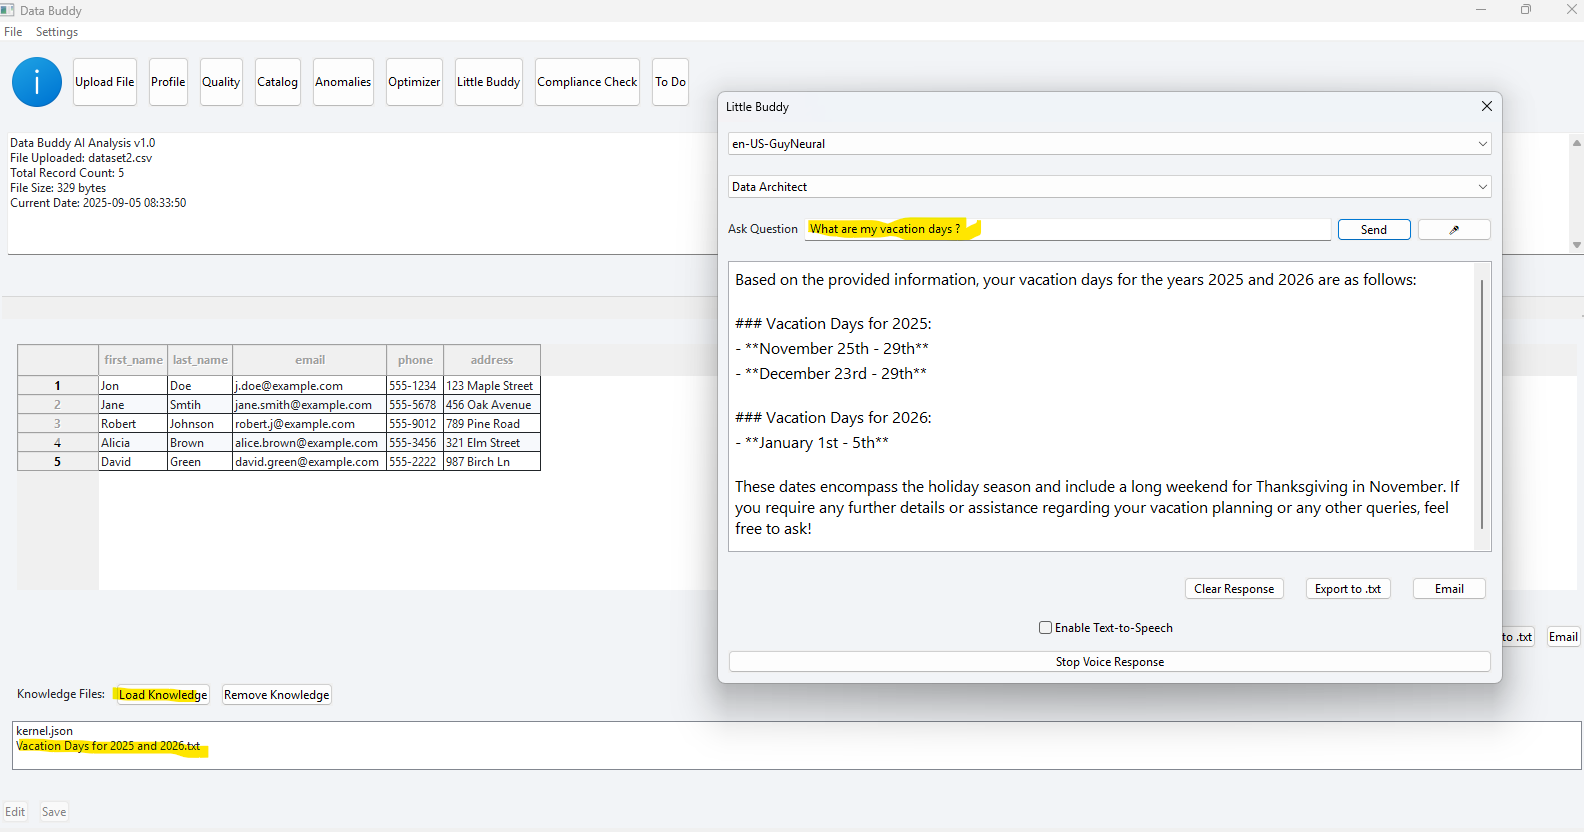 Data Buddy
File Settings
Upload File Profile Quality Catalog Anomalies Optimizer Little Buddy Compliance Check To Do
Data Buddy AI Analysis v1.0
File Uploaded: dataset2.csv
Total Record Count: 5
File Size: 329 bytes
Current Date: 2025-09-05 08:33:50
first_name last_name email phone address
1 Jon Doe j.doe@example.com 555-1234 123 Maple Street
2 Jane Smtih jane.smith@example.com 555-5678 456 Oak Avenue
3 Robert Johnson robert.j@example.com 555-9012 789 Pine Road
4 Alicia Brown alice.brown@example.com 555-3456 321 Elm Street
5 David Green david.green@example.com 555-2222 987 Birch Ln
Little Buddy
en-US-GuyNeural
Data Architect
Ask Question What are my vacation days ? Send
Based on the provided information, your vacation days for the years 2025 and 2026 are as follows:
### Vacation Days for 2025:
- **November 25th - 29th**
- **December 23rd - 29th**
### Vacation Days for 2026:
- **January 1st - 5th**
These dates encompass the holiday season and include a long weekend for Thanksgiving in November. If
you require any further details or assistance regarding your vacation planning or any other queries, feel
free to ask!
Clear Response Export to .txt Email
Enable Text-to-Speech
Stop Voice Response
to .txt Email
Knowledge Files: Load Knowledge Remove Knowledge
kernel.json
Vacation Days for 2025 and 2026.txt
Edit Save